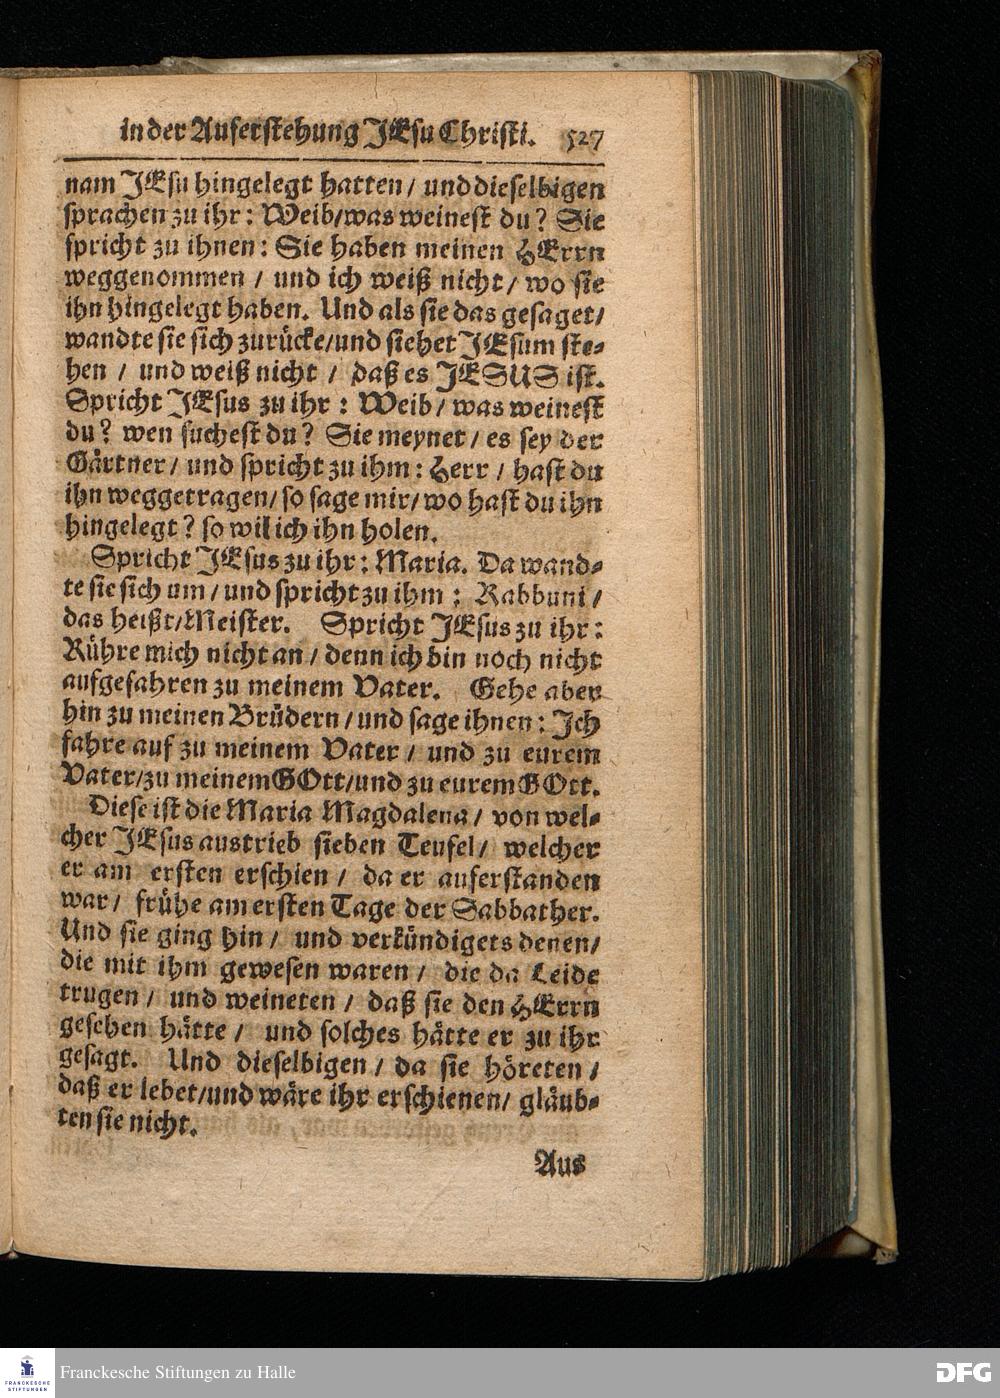 in der Auferstehung JEsu Christi. 527
nam JEsu hingelegt hatten / und dieselbigen
sprachen zu ihr: Weib/was weinest du? Sie
spricht zu ihnen: Sie haben meinen HErrn
weggenommen / und ich weiß nicht / wo sie
ihn hingelegt haben. Und als sie das gesaget/
wandte sie sich zurücke/und siehet JEsum ste-
hen / und weiß nicht / daß es JESUS ist.
Spricht JEsus zu ihr : Weib / was weinest
du? wen suchest du? Sie meynet / es sey der
Gärtner / und spricht zu ihm: Herr / hast du
ihn weggetragen/ so sage mir/ wo hast du ihn
hingelegt? so wil ich ihn holen.
Spricht JEsus zu ihr: Maria. Da wand-
te sie sich um / und spricht zu ihm : Rabbuni /
das heißt/Meister. Spricht JEsus zu ihr:
Rühre mich nicht an / denn ich bin noch nicht
aufgefahren zu meinem Vater. Gehe aber
hin zu meinen Brüdern / und sage ihnen: Ich
fahre auf zu meinem Vater / und zu eurem
Vater/zu meinem GOtt/und zu eurem GOtt.
Diese ist die Maria Magdalena / von wel-
cher JEsus austrieb sieben Teufel / welcher
er am ersten erschien / da er auferstanden
war / frühe am ersten Tage der Sabbather.
Und sie ging hin / und verkündigets denen/
die mit ihm gewesen waren / die da Leide
trugen / und weineten / daß sie den HErrn
gesehen hätte / und solches hätte er zu ihr
gesagt. Und dieselbigen / da sie höreten /
daß er lebet/und wäre ihr erschienen/ gläub-
ten sie nicht.
Aus
FRANCKESCHE
STIFTUNGEN
Franckesche Stiftungen zu Halle
DFG